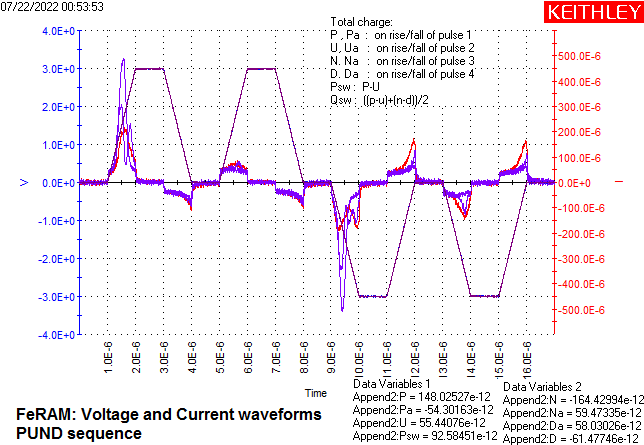 07/22/2022 00:53:53
KEITHLEY
Total charge:
P , Pa : on rise/fall of pulse 1
U, Ua : on rise/fall of pulse 2
N. Na : on rise/fall of pulse 3
D. Da : on rise/fall of pulse 4
Psw : P-U
Qsw : ((p-u)+(n-d))/2
4.0E+0
3.0E+0
2.0E+0
1.0E+0
0.0E+0
-1.0E+0
-2.0E+0
-3.0E+0
-4.0E+0
V
500.0E-6
400.0E-6
300.0E-6
200.0E-6
100.0E-6
0.0E+0
-100.0E-6
-200.0E-6
-300.0E-6
-400.0E-6
-500.0E-6
I
1.0E-6
2.0E-6
3.0E-6
4.0E-6
5.0E-6
6.0E-6
7.0E-6
8.0E-6
9.0E-6
10.0E-6
11.0E-6
12.0E-6
13.0E-6
14.0E-6
15.0E-6
16.0E-6
Time
FeRAM: Voltage and Current waveforms
PUND sequence
Data Variables 1
Append2:P = 148.02527e-12
Append2:Pa = -54.30163e-12
Append2:U = 55.44076e-12
Append2:Psw = 92.58451e-12
Data Variables 2
Append2:N = -164.42994e-12
Append2:Na = 59.47335e-12
Append2:Da = 58.03026e-12
Append2:D = -61.47746e-12